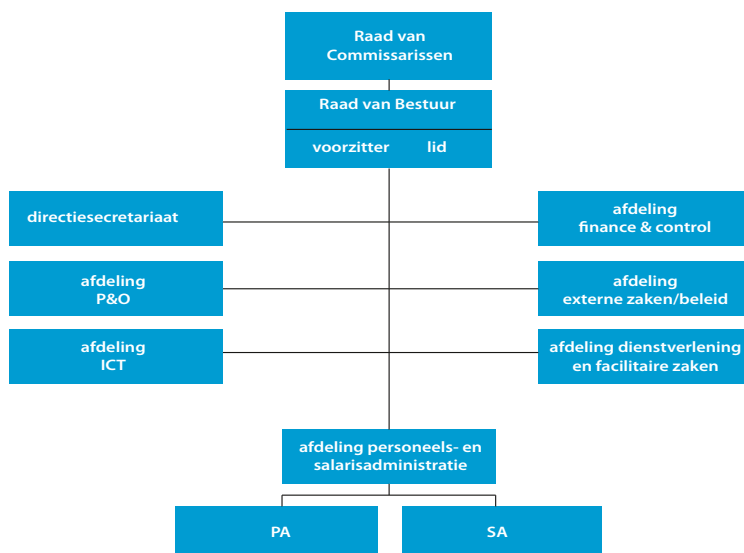 Raad van
Commissarissen
Raad van Bestuur
voorzitter lid
directiesecretariaat
afdeling
finance & control
afdeling
P&O
afdeling
externe zaken/beleid
afdeling
ICT
afdeling dienstverlening
en facilitaire zaken
afdeling personeels- en
salarisadministratie
PA
SA